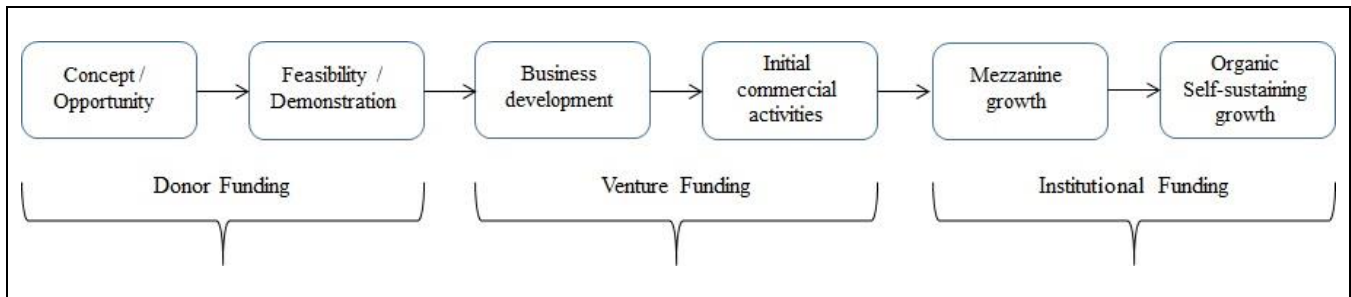 Concept /
Opportunity
Feasibility /
Demonstration
Business
development
Initial
commercial
activities
Mezzanine
growth
Organic
Self-sustaining
growth
Donor Funding
Venture Funding
Institutional Funding